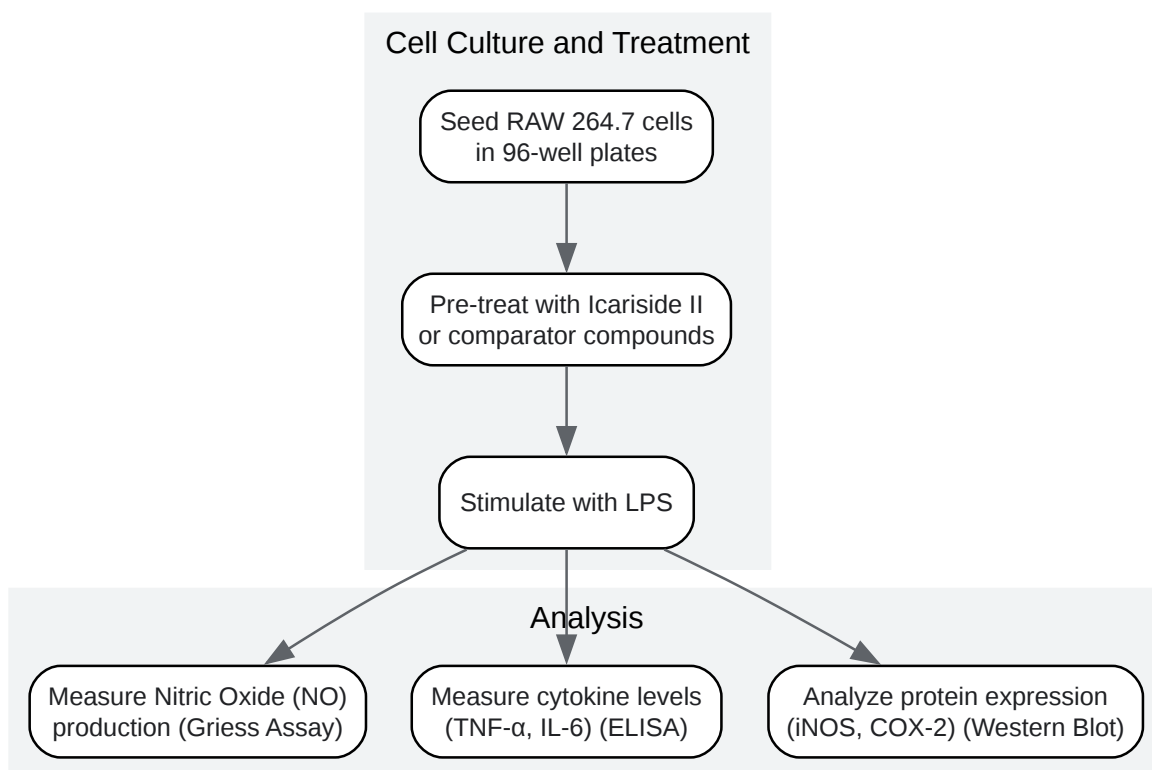 Cell Culture and Treatment
Seed RAW 264.7 cells
in 96-well plates
Pre-treat with Icariside II
or comparator compounds
Stimulate with LPS
Analysis
Measure Nitric Oxide (NO)
production (Griess Assay)
Measure cytokine levels
(TNF-α, IL-6) (ELISA)
Analyze protein expression
(iNOS, COX-2) (Western Blot)